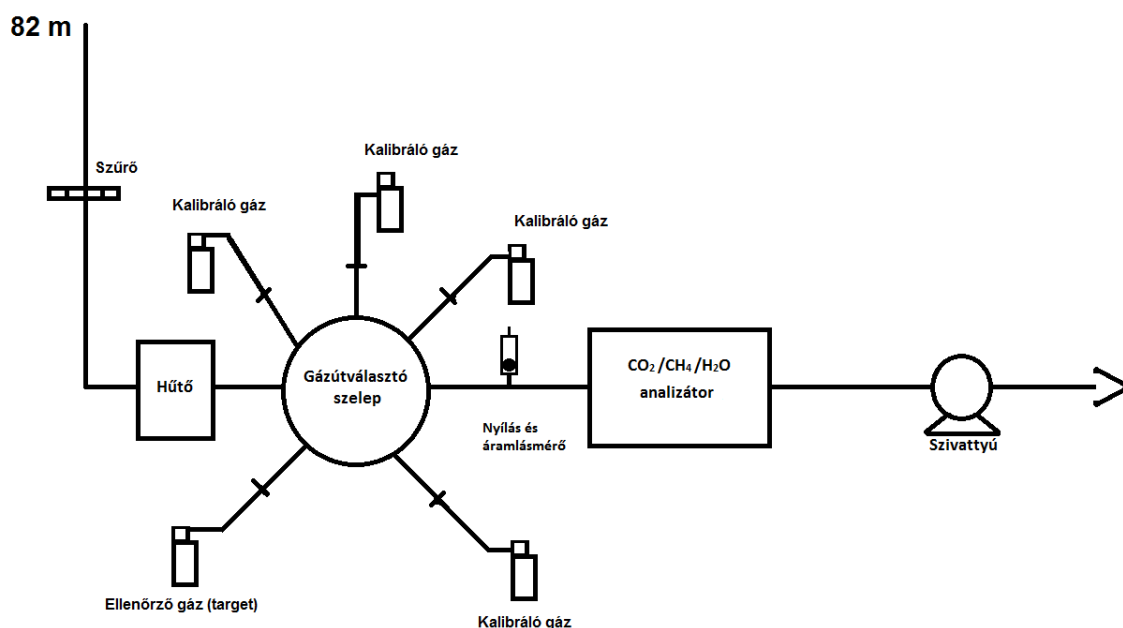 82 m
Szűrő
Kalibráló gáz
Kalibráló gáz
Kalibráló gáz
Hűtő
Gázútválasztó
szelep
CO₂/CH₄/H₂O
analizátor
Nyílás és
áramlásmérő
Szivattyú
Ellenőrző gáz (target)
Kalibráló gáz